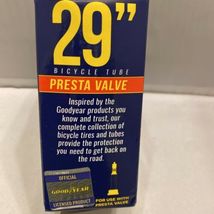 29”
BICYCLE TUBE
PRESTA VALVE
Inspired by the
Goodyear products you
know and trust, our
complete collection of
bicycle tires and tubes
provide the protection
you need to get back on
the road.
OFFICIAL
GOODYEAR
LICENSED PRODUCT
FOR USE WITH
PRESTA VALVE